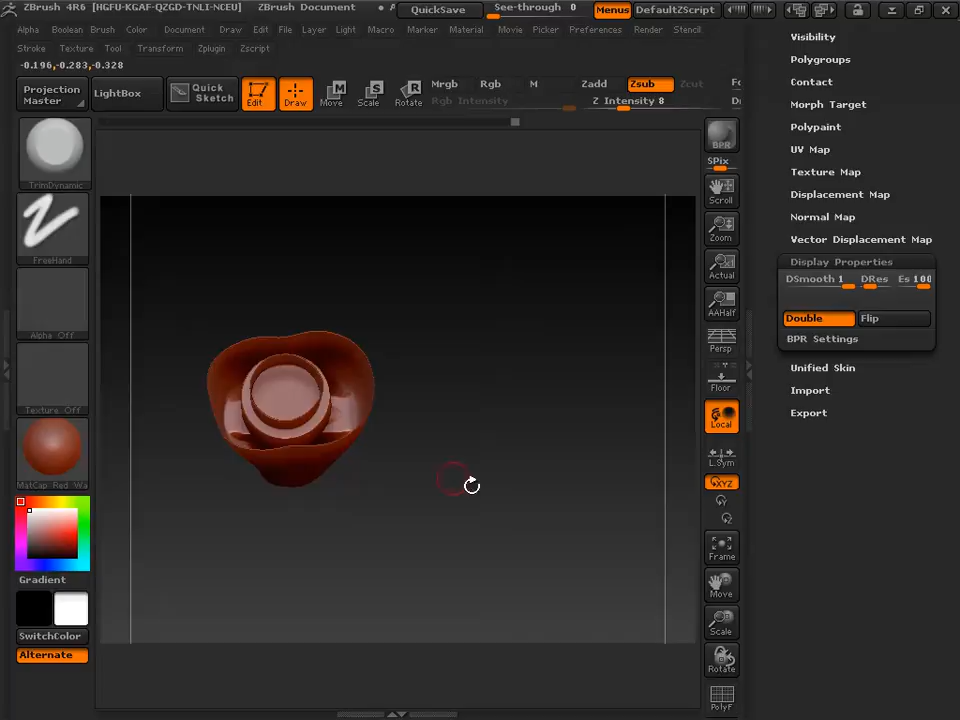 ZBrush 4R6 [HGFU-KGAF-QZGD-TNLI-NCEU] ZBrush Document • A QuickSave See-through 0 Menus DefaultZScript
Alpha Boolean Brush Color Document Draw Edit File Layer Light Macro Marker Material Movie Picker Preferences Render Stencil
Stroke Texture Tool Transform Zplugin Zscript
-0.196,-0.283,-0.328
Projection Master
LightBox
Quick Sketch
Edit
Draw
Move
Scale
Rotate
Mrgb Rgb M
Rgb Intensity
Zadd Zsub Zcut
Z Intensity 8
Fo
Dr
TrimDynamic
FreeHand
Alpha Off
Texture Off
MatCap Red Wa
Gradient
SwitchColor
Alternate
BPR
SPix
Scroll
Zoom
Actual
AAHalf
Persp
Floor
Local
L.Sym
XYZ
Y
Z
Frame
Move
Scale
Rotate
PolyF
Visibility
Polygroups
Contact
Morph Target
Polypaint
UV Map
Texture Map
Displacement Map
Normal Map
Vector Displacement Map
Display Properties
DSmooth 1 DRes Es 100
Double Flip
BPR Settings
Unified Skin
Import
Export